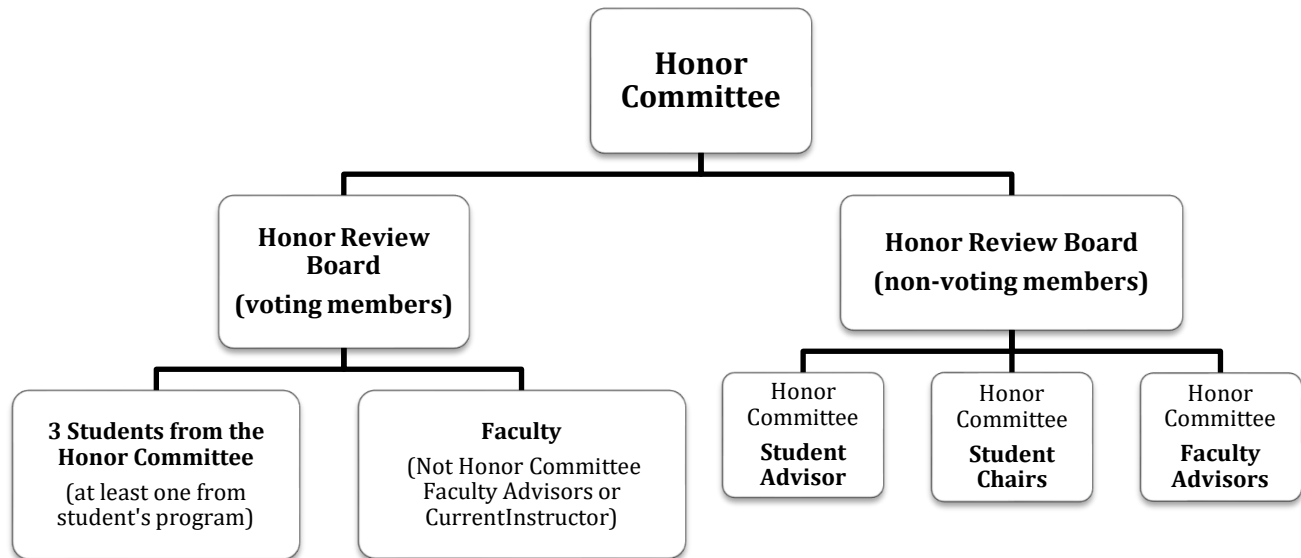 Honor
Committee
Honor Review
Board
(voting members)
Honor Review Board
(non-voting members)
3 Students from the
Honor Committee
(at least one from
student's program)
Faculty
(Not Honor Committee
Faculty Advisors or
CurrentInstructor)
Honor
Committee
Student
Advisor
Honor
Committee
Student
Chairs
Honor
Committee
Faculty
Advisors